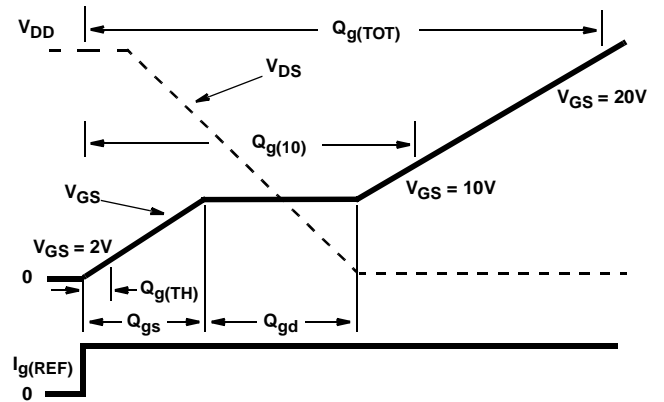 V_DD
Q_g(TOT)
V_DS
V_GS = 20V
Q_g(10)
V_GS
V_GS = 10V
V_GS = 2V
0
Q_g(TH)
Q_gs
Q_gd
I_g(REF)
0